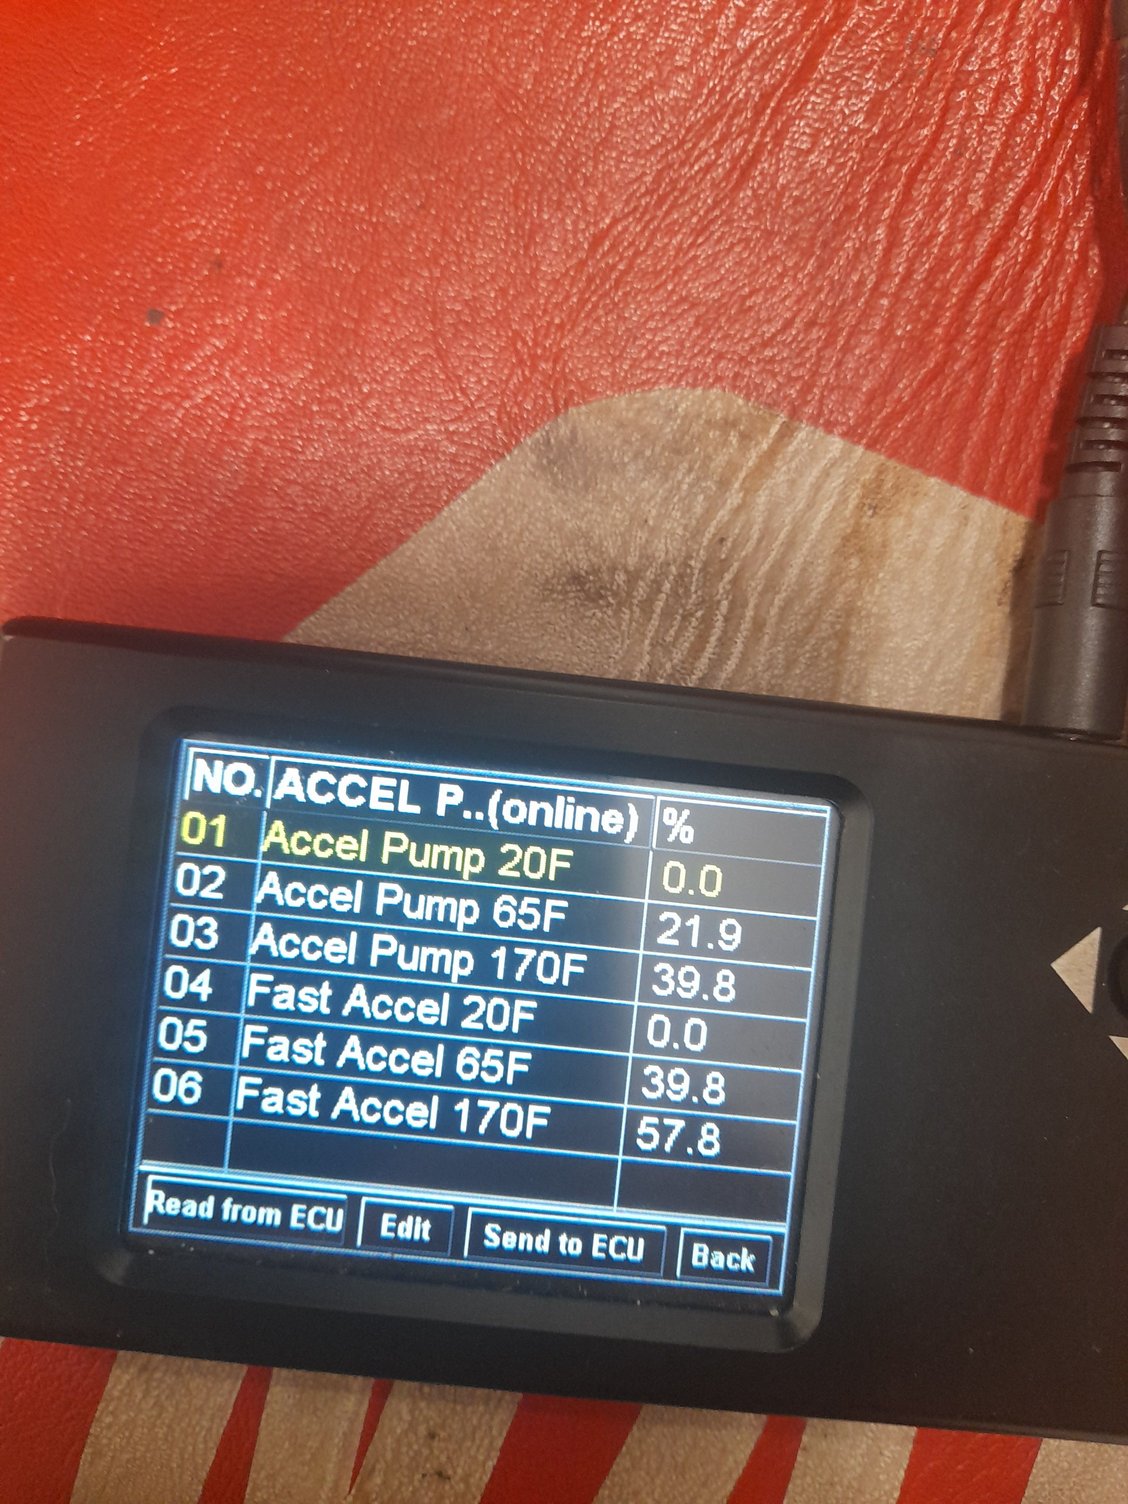 NO. ACCEL P..(online) %
01 Accel Pump 20F 0.0
02 Accel Pump 65F 21.9
03 Accel Pump 170F 39.8
04 Fast Accel 20F 0.0
05 Fast Accel 65F 39.8
06 Fast Accel 170F 57.8
Read from ECU Edit Send to ECU Back